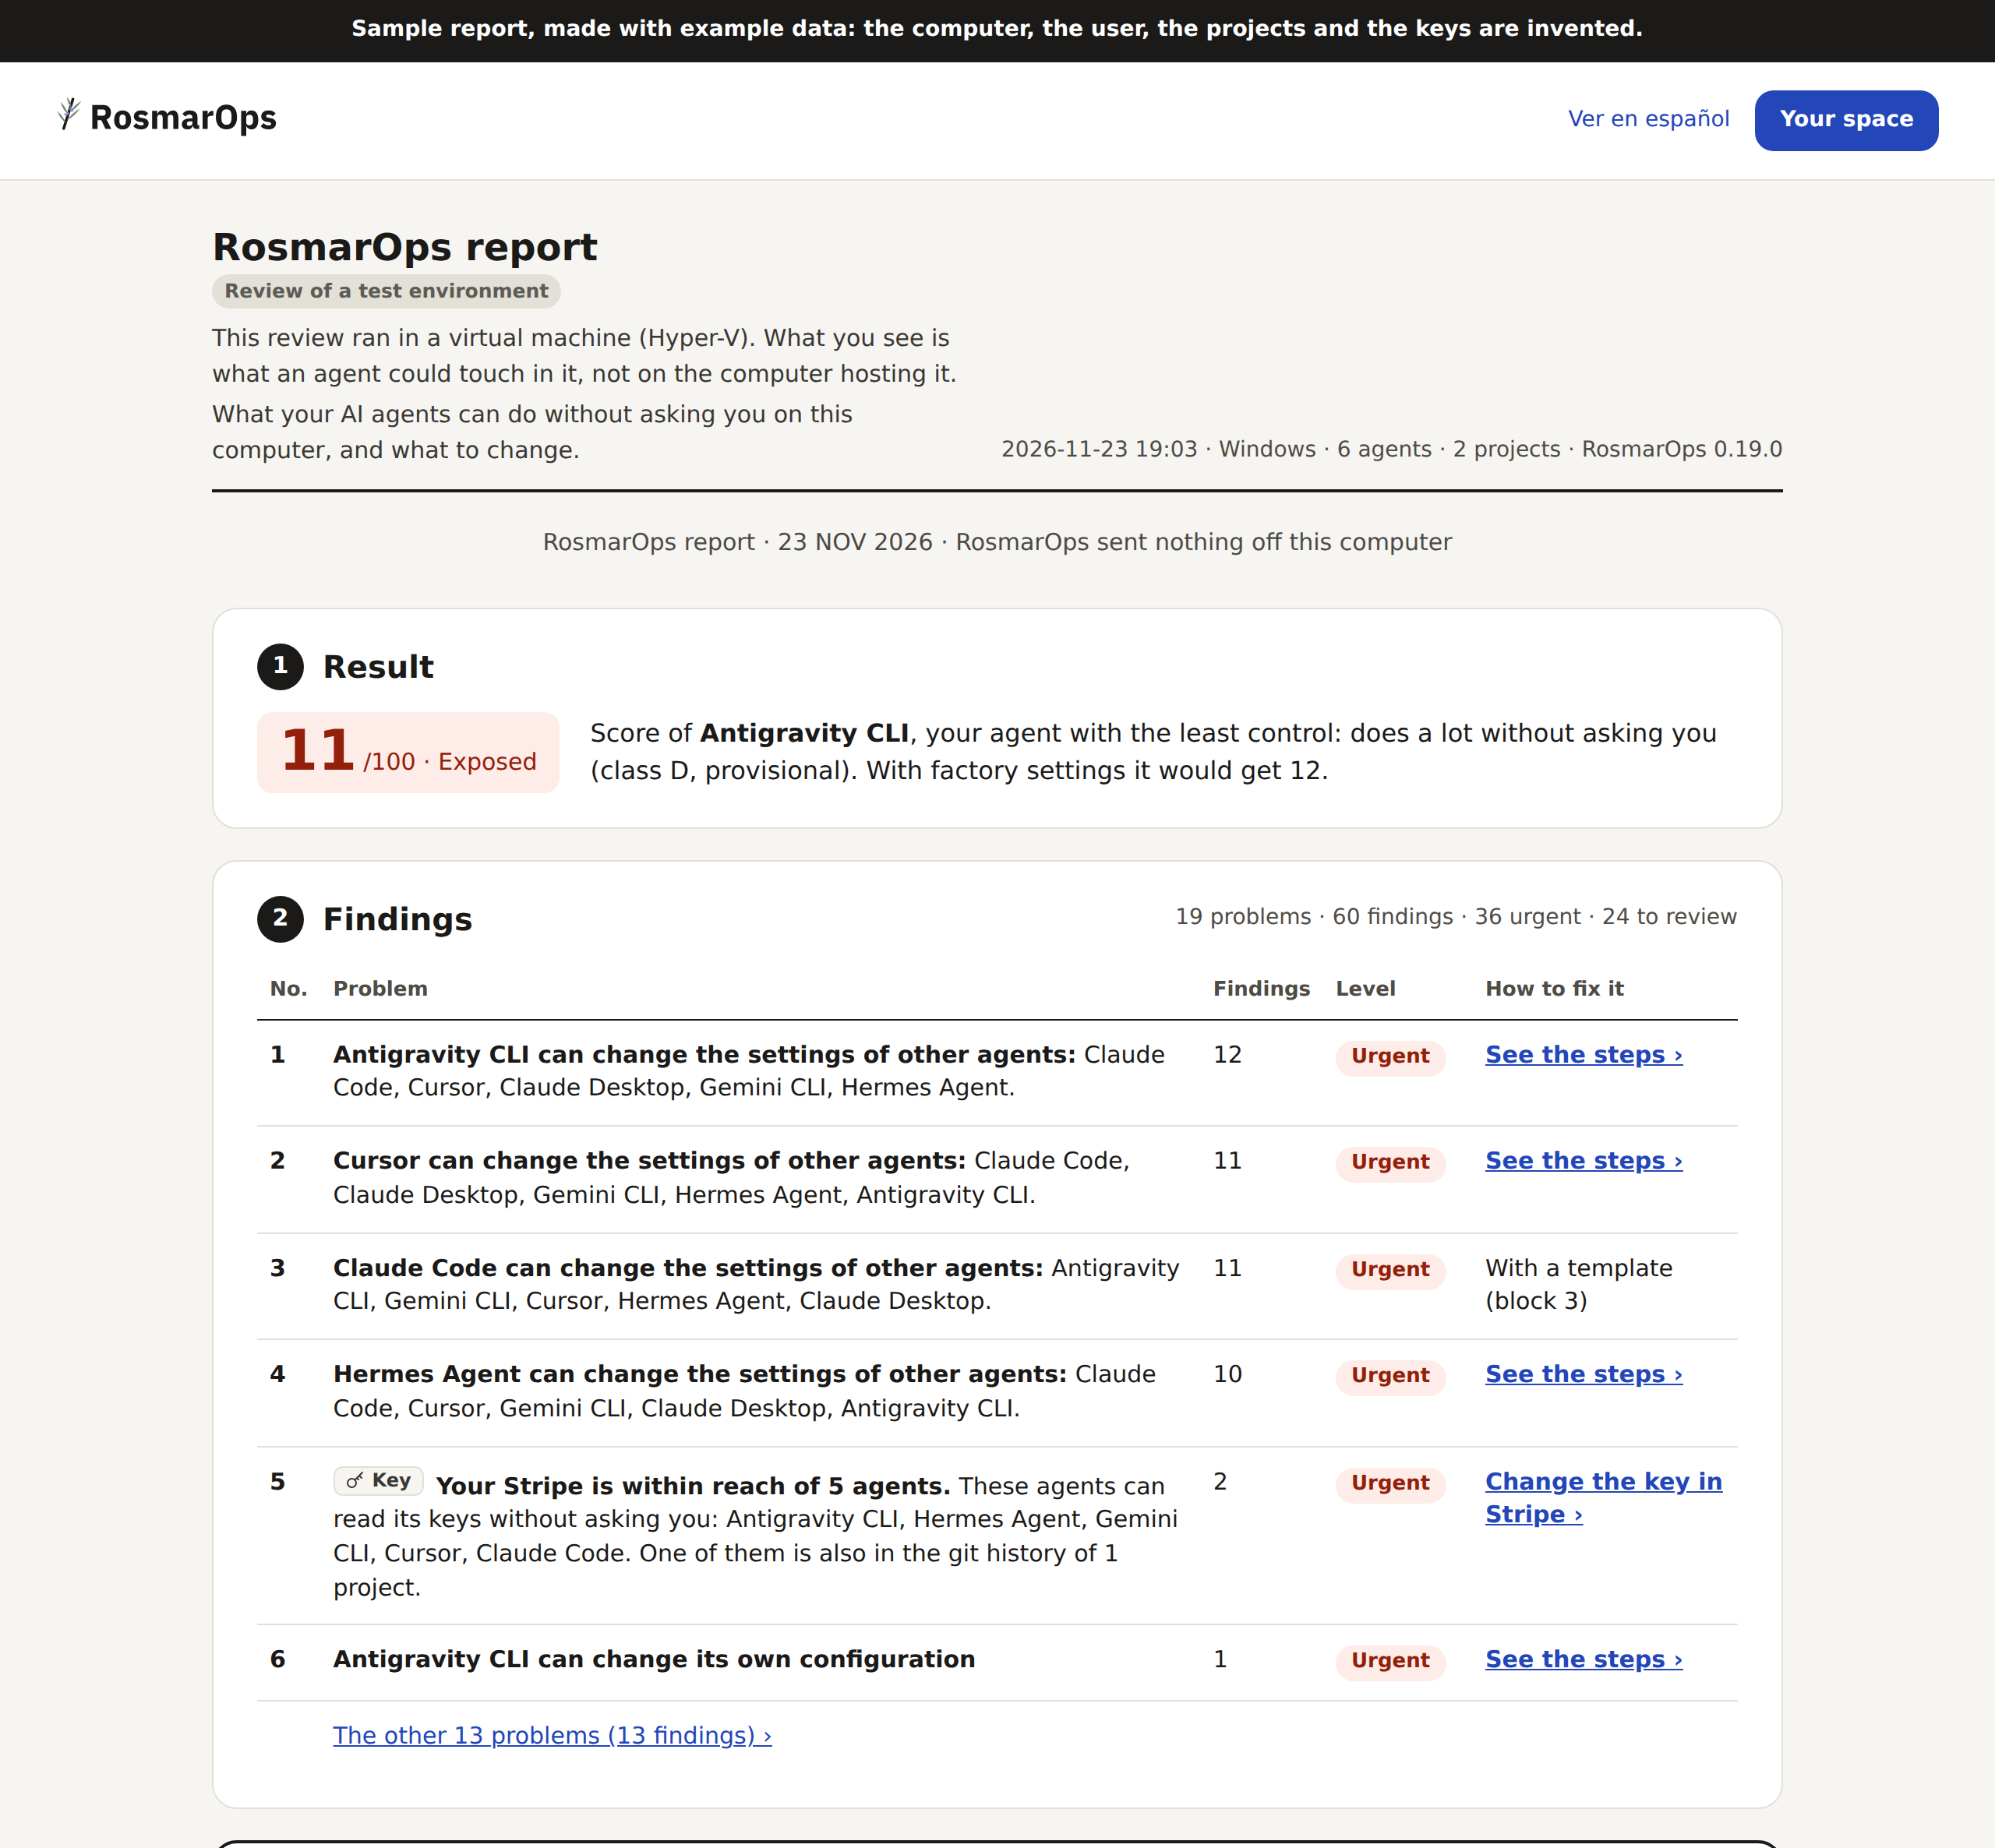 Sample report, made with example data: the computer, the user, the projects and the keys are invented.
RosmarOps
Ver en español
Your space
RosmarOps report
Review of a test environment
This review ran in a virtual machine (Hyper-V). What you see is
what an agent could touch in it, not on the computer hosting it.
What your AI agents can do without asking you on this
computer, and what to change.
2026-11-23 19:03 · Windows · 6 agents · 2 projects · RosmarOps 0.19.0
RosmarOps report · 23 NOV 2026 · RosmarOps sent nothing off this computer
1 Result
11 /100 · Exposed
Score of Antigravity CLI, your agent with the least control: does a lot without asking you
(class D, provisional). With factory settings it would get 12.
2 Findings
19 problems · 60 findings · 36 urgent · 24 to review
No. Problem Findings Level How to fix it
1 Antigravity CLI can change the settings of other agents: Claude 12 Urgent See the steps ›
Code, Cursor, Claude Desktop, Gemini CLI, Hermes Agent.
2 Cursor can change the settings of other agents: Claude Code, 11 Urgent See the steps ›
Claude Desktop, Gemini CLI, Hermes Agent, Antigravity CLI.
3 Claude Code can change the settings of other agents: Antigravity 11 Urgent With a template
CLI, Gemini CLI, Cursor, Hermes Agent, Claude Desktop. (block 3)
4 Hermes Agent can change the settings of other agents: Claude 10 Urgent See the steps ›
Code, Cursor, Gemini CLI, Claude Desktop, Antigravity CLI.
5 Key Your Stripe is within reach of 5 agents. These agents can 2 Urgent Change the key in
read its keys without asking you: Antigravity CLI, Hermes Agent, Gemini Stripe ›
CLI, Cursor, Claude Code. One of them is also in the git history of 1
project.
6 Antigravity CLI can change its own configuration 1 Urgent See the steps ›
The other 13 problems (13 findings) ›